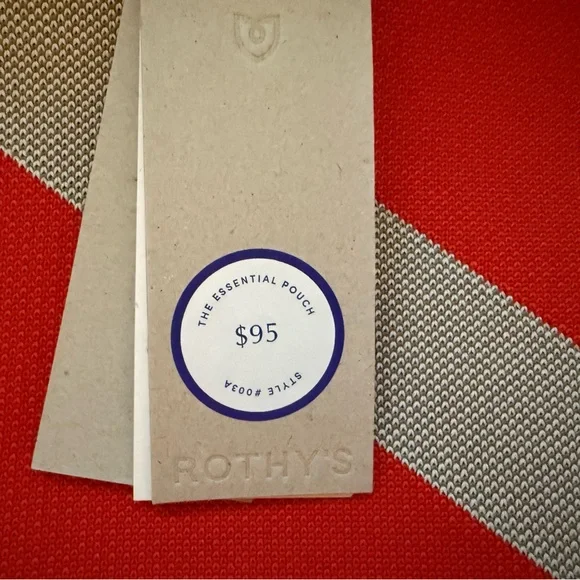 THE ESSENTIAL POUCH
$95
STYLE #003A
ROTHY'S